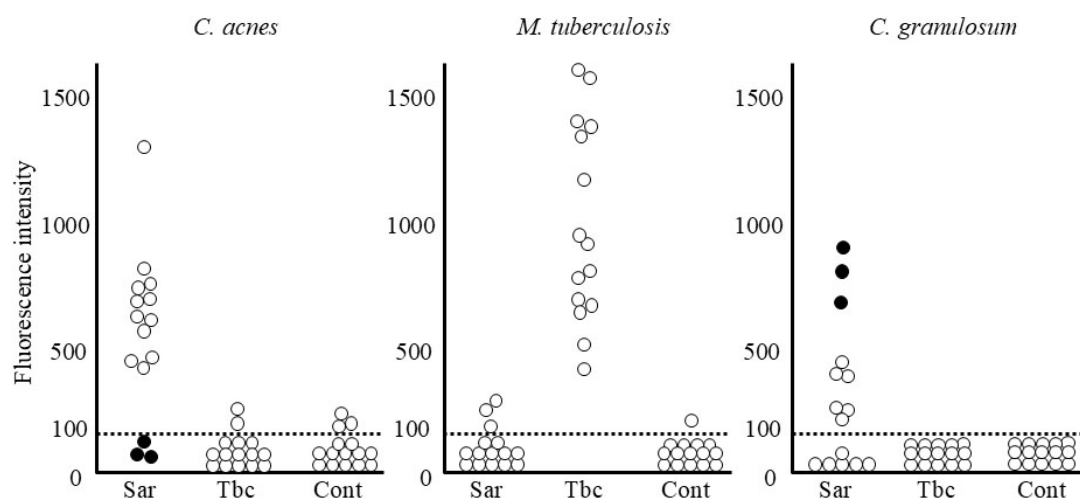 C. acnes
M. tuberculosis
C. granulosum
Fluorescence intensity
1500
1000
500
100
0
Sar Tbc Cont
1500
1000
500
100
0
Sar Tbc Cont
1500
1000
500
100
0
Sar Tbc Cont